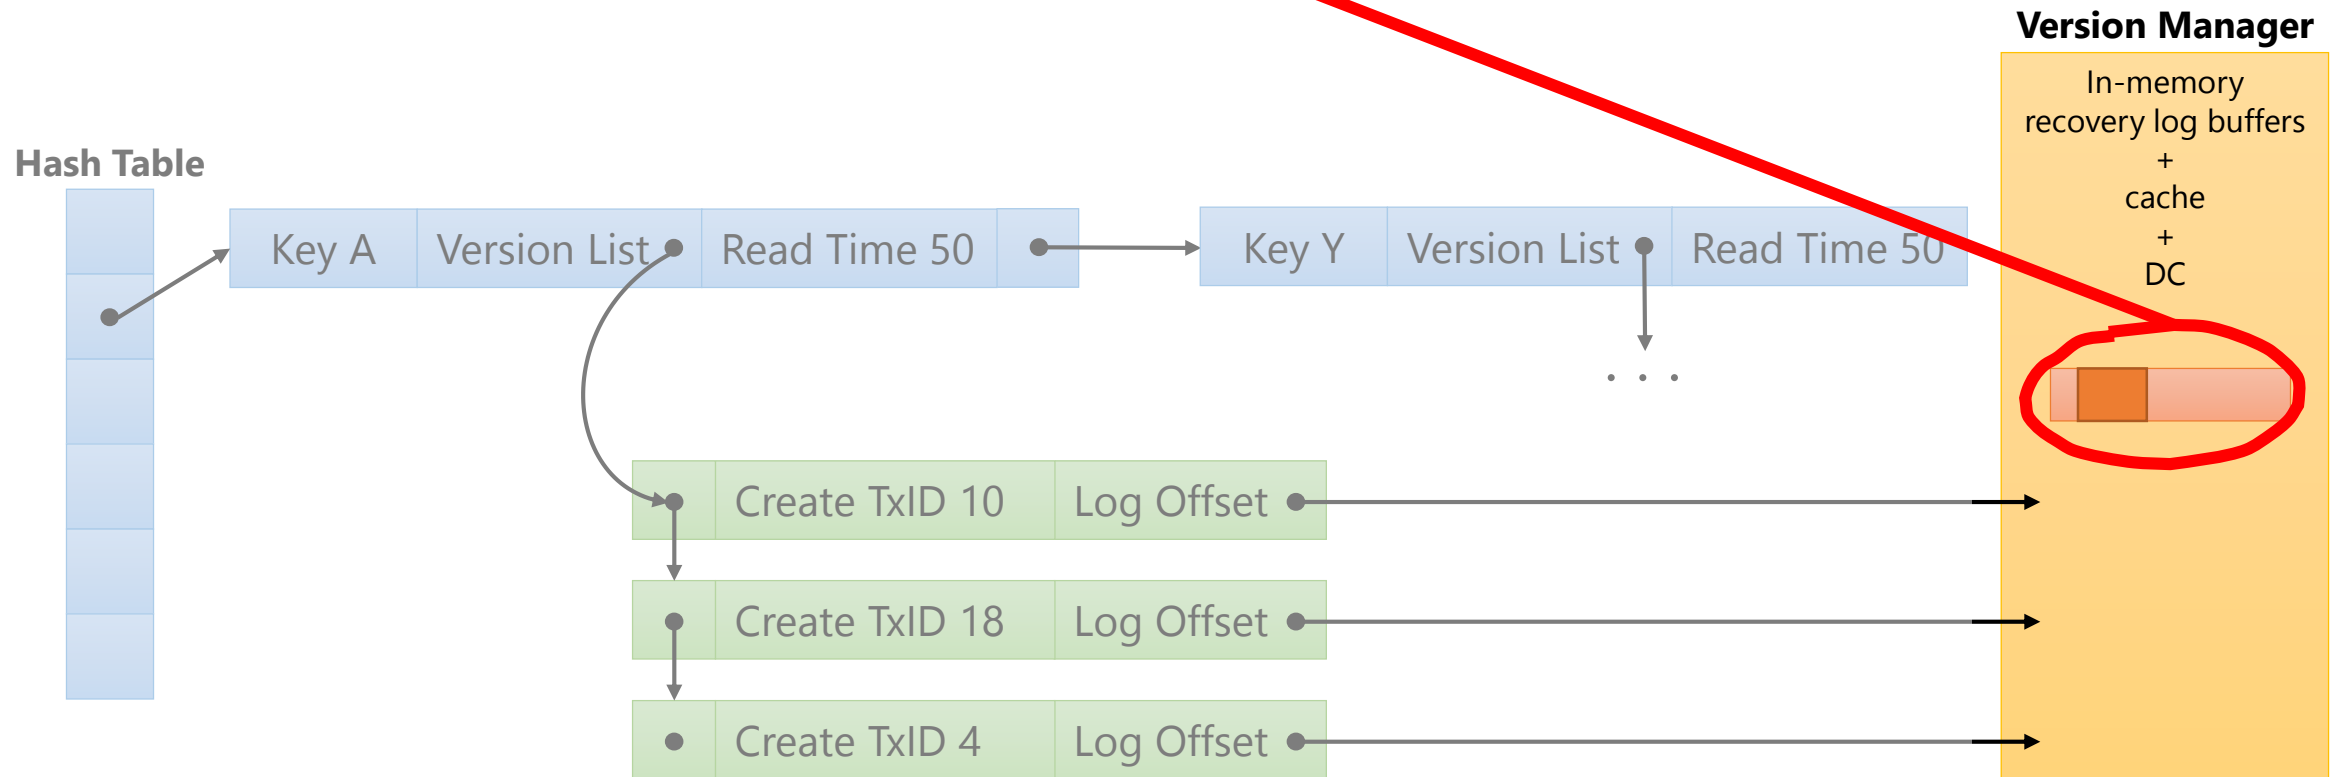 Version Manager
In-memory
recovery log buffers
+
cache
+
DC
Hash Table
Key A Version List Read Time 50
Key Y Version List Read Time 50
. . .
Create TxID 10 Log Offset
Create TxID 18 Log Offset
Create TxID 4 Log Offset